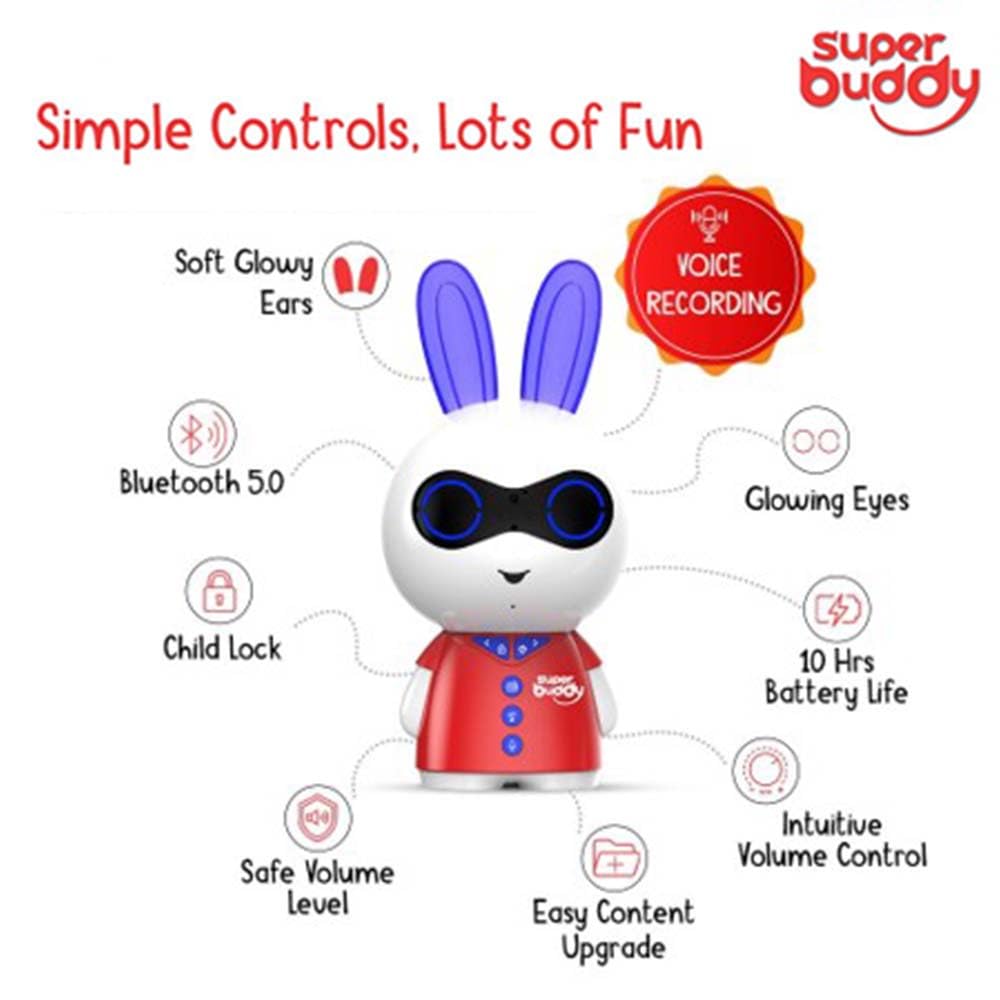 super
buddy
Simple Controls, Lots of Fun
VOICE
RECORDING
Soft Glowy
Ears
Bluetooth 5.0
Glowing Eyes
Child Lock
10 Hrs
Battery Life
super
buddy
Intuitive
Volume Control
Safe Volume
Level
Easy Content
Upgrade